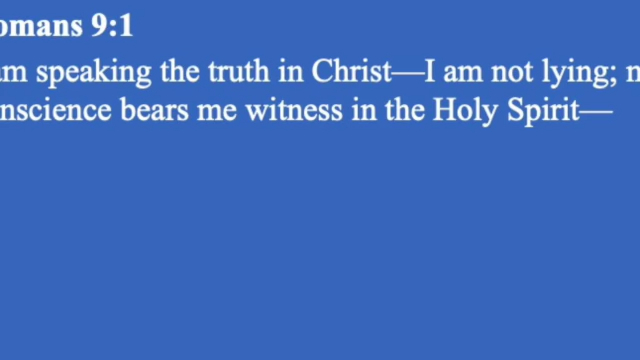 omans 9:1
am speaking the truth in Christ—I am not lying; m
nscience bears me witness in the Holy Spirit—